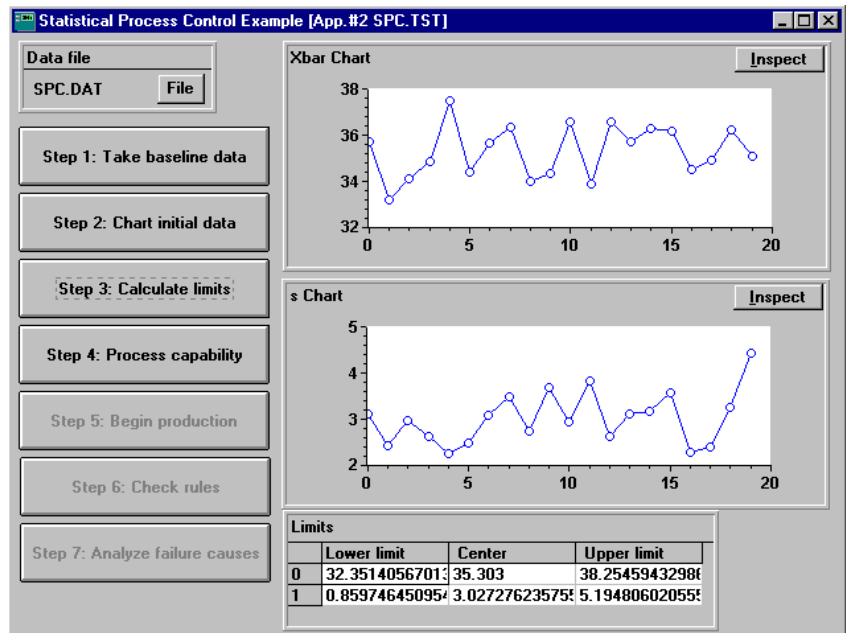 Statistical Process Control Example [App.#2 SPC.TST]
Data file
SPC.DAT File
Step 1: Take baseline data
Step 2: Chart initial data
Step 3: Calculate limits
Step 4: Process capability
Step 5: Begin production
Step 6: Check rules
Step 7: Analyze failure causes
Xbar Chart
Inspect
38
36
34
32
0 5 10 15 20
s Chart
Inspect
5
4
3
2
0 5 10 15 20
Limits
Lower limit Center Upper limit
0 32.35140567013 35.303 38.25459432986
1 0.859746450954 3.027276235755 5.194806020555